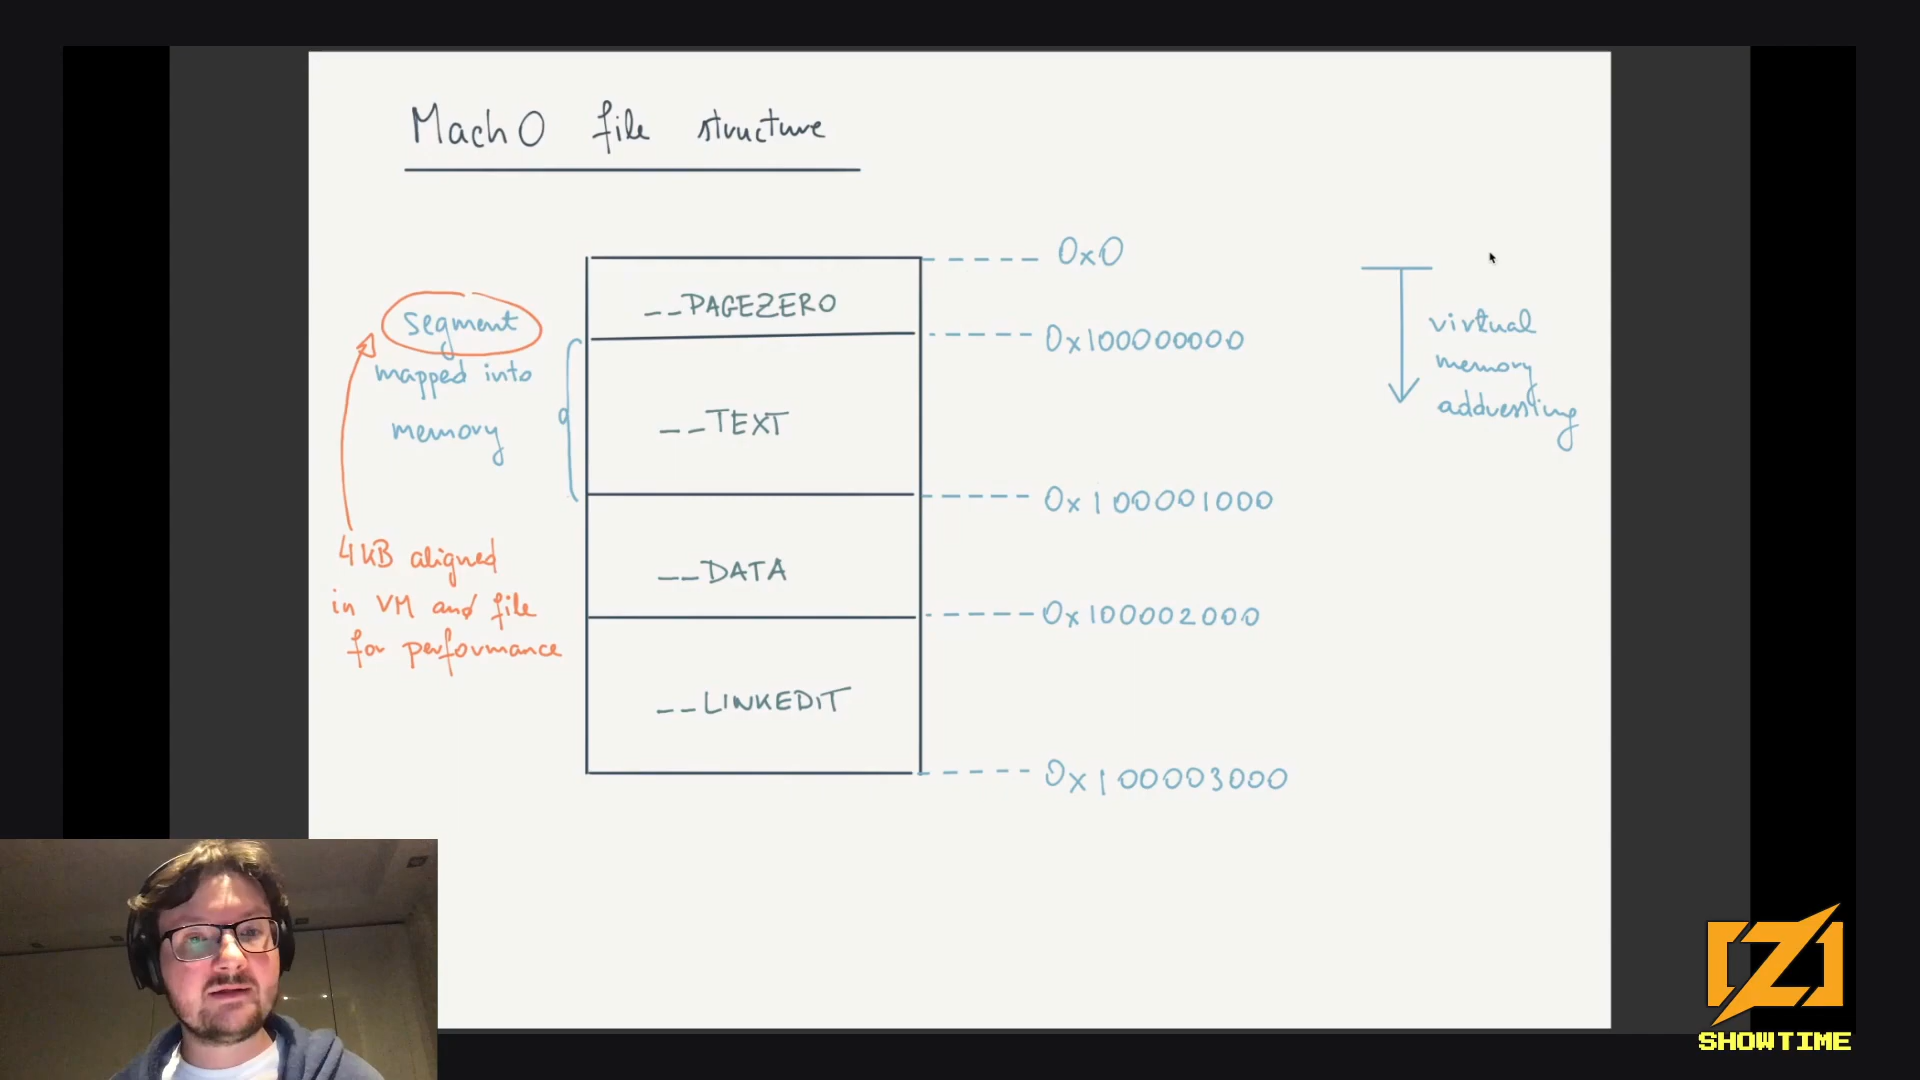 MachO file structure
0x0
__PAGEZERO
segment
mapped into
memory
0x100000000
virtual
memory
addressing
__TEXT
0x100001000
4kB aligned
in VM and file
for performance
__DATA
0x100002000
__LINKEDIT
0x100003000
Z
SHOWTIME